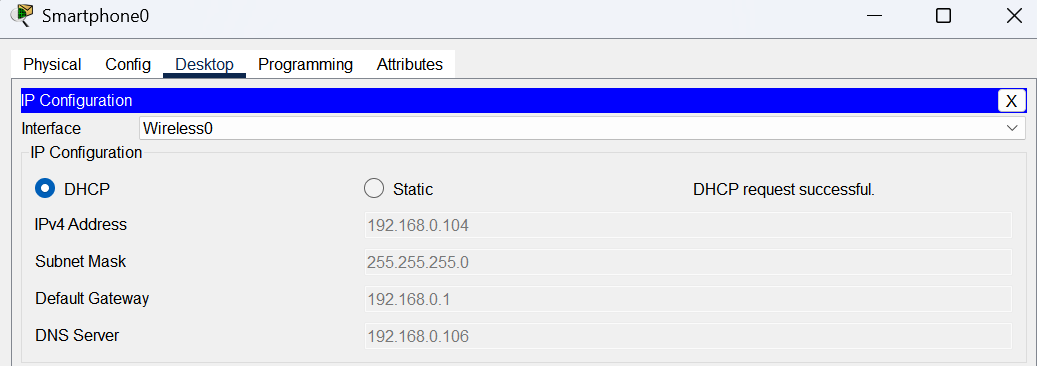 Smartphone0
Physical Config Desktop Programming Attributes
IP Configuration X
Interface Wireless0
IP Configuration
DHCP Static DHCP request successful.
IPv4 Address 192.168.0.104
Subnet Mask 255.255.255.0
Default Gateway 192.168.0.1
DNS Server 192.168.0.106